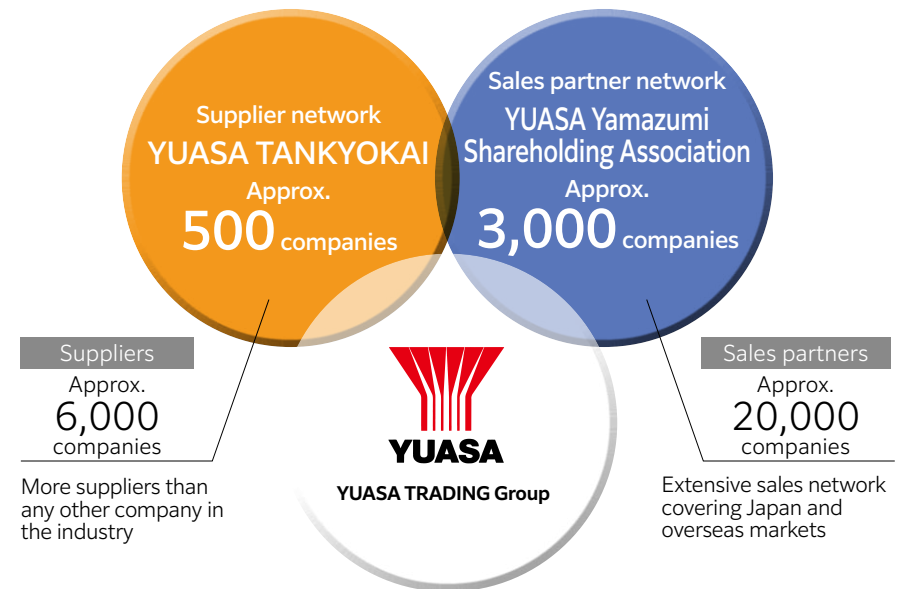 Supplier network
YUASA TANKYOKAI
Approx.
500 companies
Sales partner network
YUASA Yamazumi
Shareholding Association
Approx.
3,000 companies
Suppliers
Approx.
6,000
companies
More suppliers than
any other company in
the industry
YUASA
YUASA TRADING Group
Sales partners
Approx.
20,000
companies
Extensive sales network
covering Japan and
overseas markets